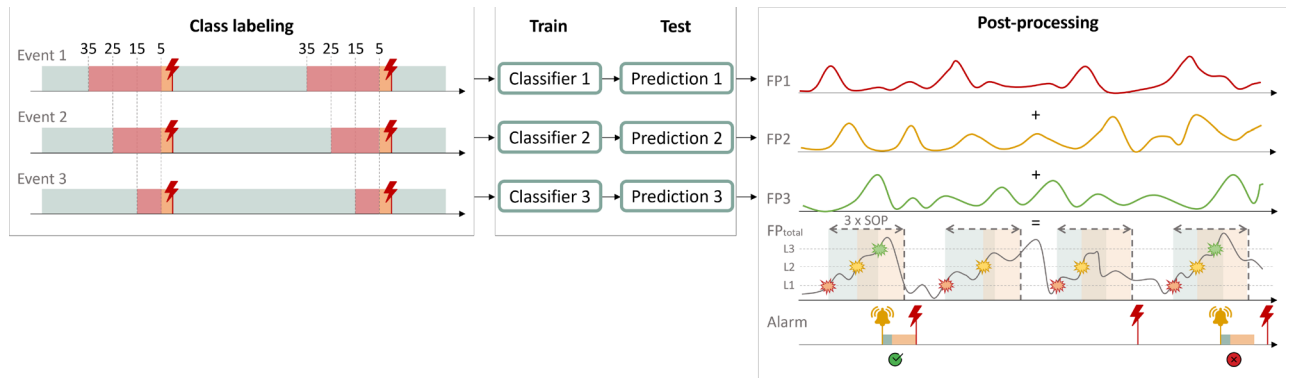 Class labeling
Train
Test
Post-processing
Event 1
35 25 15 5
35 25 15 5
Classifier 1
Prediction 1
FP1
+
Event 2
Classifier 2
Prediction 2
FP2
+
Event 3
Classifier 3
Prediction 3
FP3
=
3 x SOP
FPtotal
L3
L2
L1
Alarm